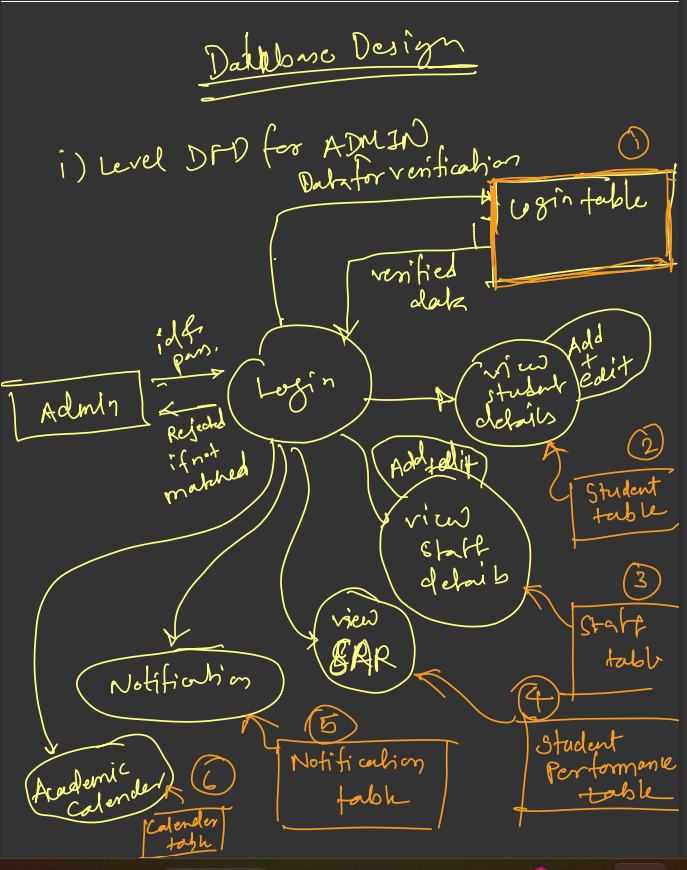 Database Design
i) Level DFD for ADMIN
Data for verification
①
Login table
verified
data
id &
pass.
Admin
Login
Rejected
if not
matched
view
student
details
Add
+
edit
②
Student
table
Add + edit
view
staff
details
③
Staff
table
view
SAR
④
Student
Performance
table
Notification
⑤
Notification
table
Academic
Calender
⑥
Calender
table